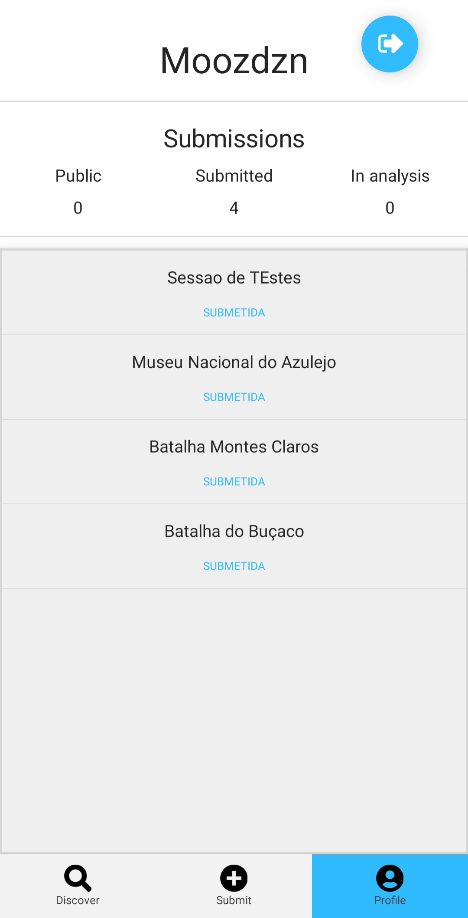 Moozdzn
Submissions
Public Submitted In analysis
0 4 0
Sessao de TEstes
SUBMETIDA
Museu Nacional do Azulejo
SUBMETIDA
Batalha Montes Claros
SUBMETIDA
Batalha do Buçaco
SUBMETIDA
Discover Submit Profile